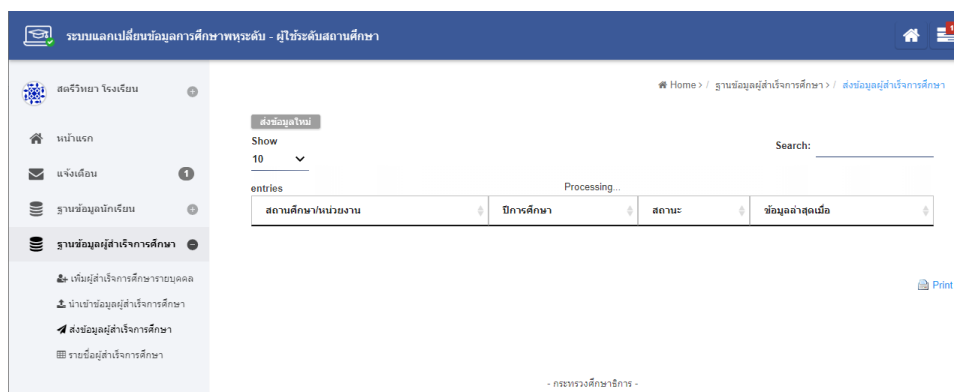 ระบบแลกเปลี่ยนข้อมูลการศึกษาพหุระดับ - ผู้ใช้ระดับสถานศึกษา
1
สตรีวิทยา โรงเรียน
Home > / ฐานข้อมูลผู้สำเร็จการศึกษา > / ส่งข้อมูลผู้สำเร็จการศึกษา
หน้าแรก
แจ้งเตือน 1
ฐานข้อมูลนักเรียน
ฐานข้อมูลผู้สำเร็จการศึกษา
เพิ่มผู้สำเร็จการศึกษารายบุคคล
นำเข้าข้อมูลผู้สำเร็จการศึกษา
ส่งข้อมูลผู้สำเร็จการศึกษา
รายชื่อผู้สำเร็จการศึกษา
ส่งข้อมูลใหม่
Show
10
entries
Search:
Processing...
สถานศึกษา/หน่วยงาน ปีการศึกษา สถานะ ข้อมูลล่าสุดเมื่อ
Print
- กระทรวงศึกษาธิการ -